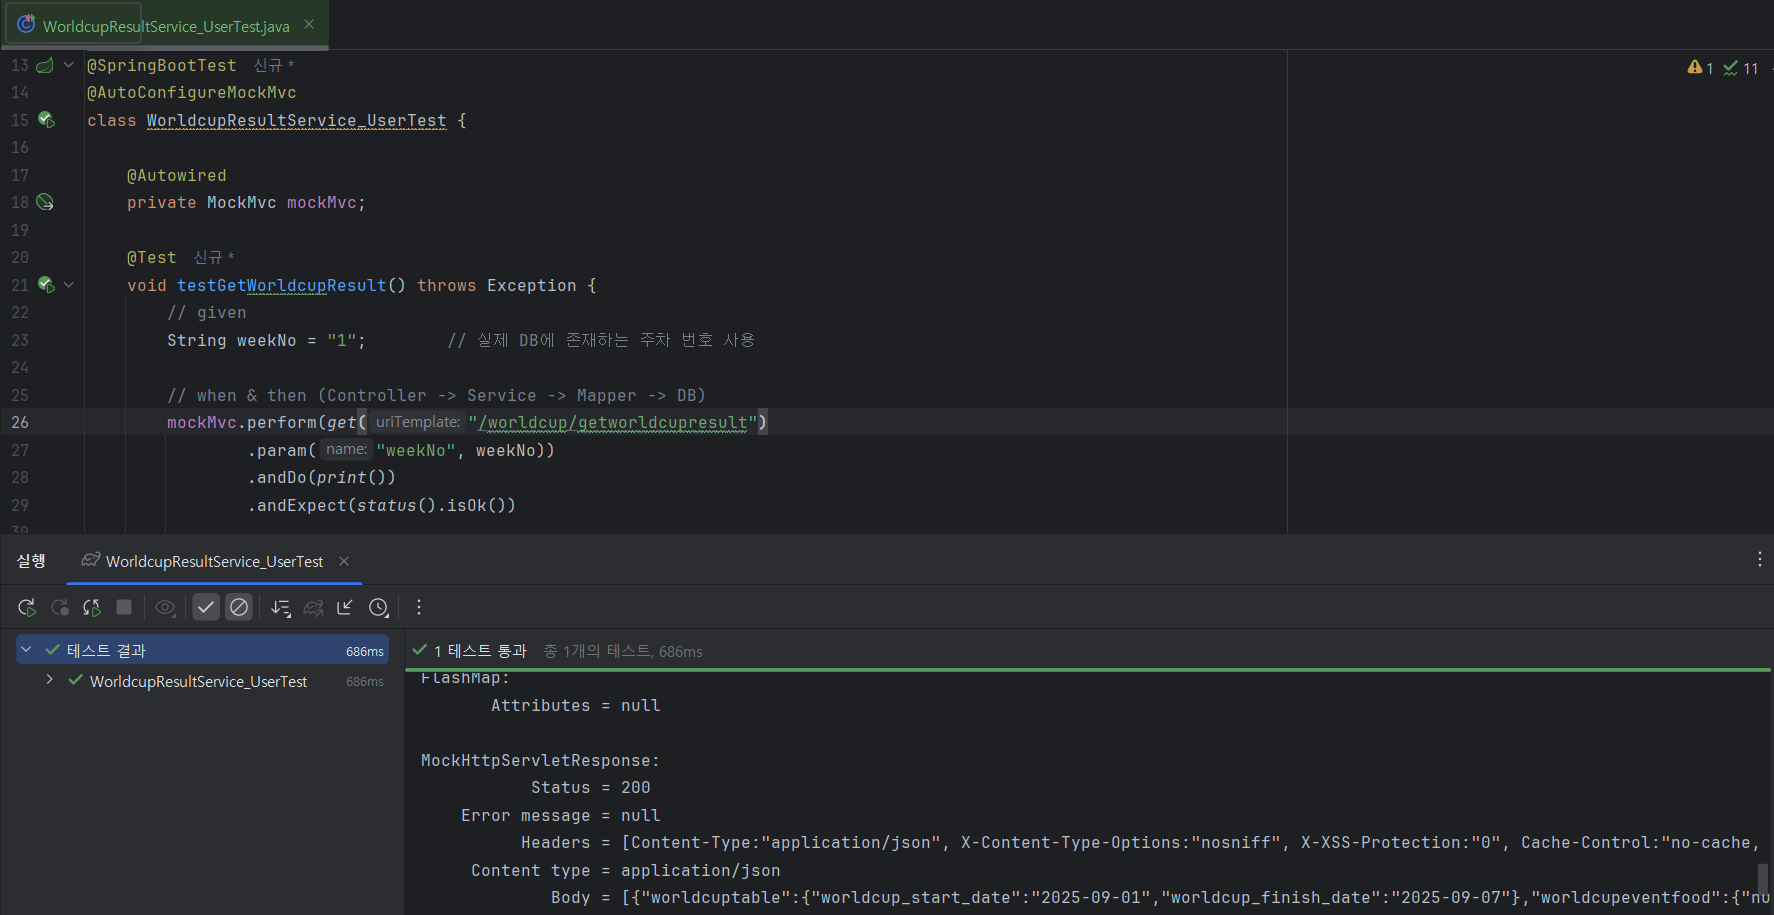 WorldcupResultService_UserTest.java
13 @SpringBootTest 신규 *
14 @AutoConfigureMockMvc
1 11
15 class WorldcupResultService_UserTest {
16
17 @Autowired
18 private MockMvc mockMvc;
19
20 @Test 신규 *
21 void testGetWorldcupResult() throws Exception {
22 // given
23 String weekNo = "1"; // 실제 DB에 존재하는 주차 번호 사용
24
25 // when & then (Controller -> Service -> Mapper -> DB)
26 mockMvc.perform(get( uriTemplate: "/worldcup/getworldcupresult")
27 .param( name: "weekNo", weekNo))
28 .andDo(print())
29 .andExpect(status().isOk())
30
실행 WorldcupResultService_UserTest
테스트 결과 686ms
WorldcupResultService_UserTest 686ms
1 테스트 통과 총 1개의 테스트, 686ms
FlashMap:
Attributes = null
MockHttpServletResponse:
Status = 200
Error message = null
Headers = [Content-Type:"application/json", X-Content-Type-Options:"nosniff", X-XSS-Protection:"0", Cache-Control:"no-cache,
Content type = application/json
Body = [{"worldcuptable":{"worldcup_start_date":"2025-09-01","worldcup_finish_date":"2025-09-07"},"worldcupeventfood":{"nu